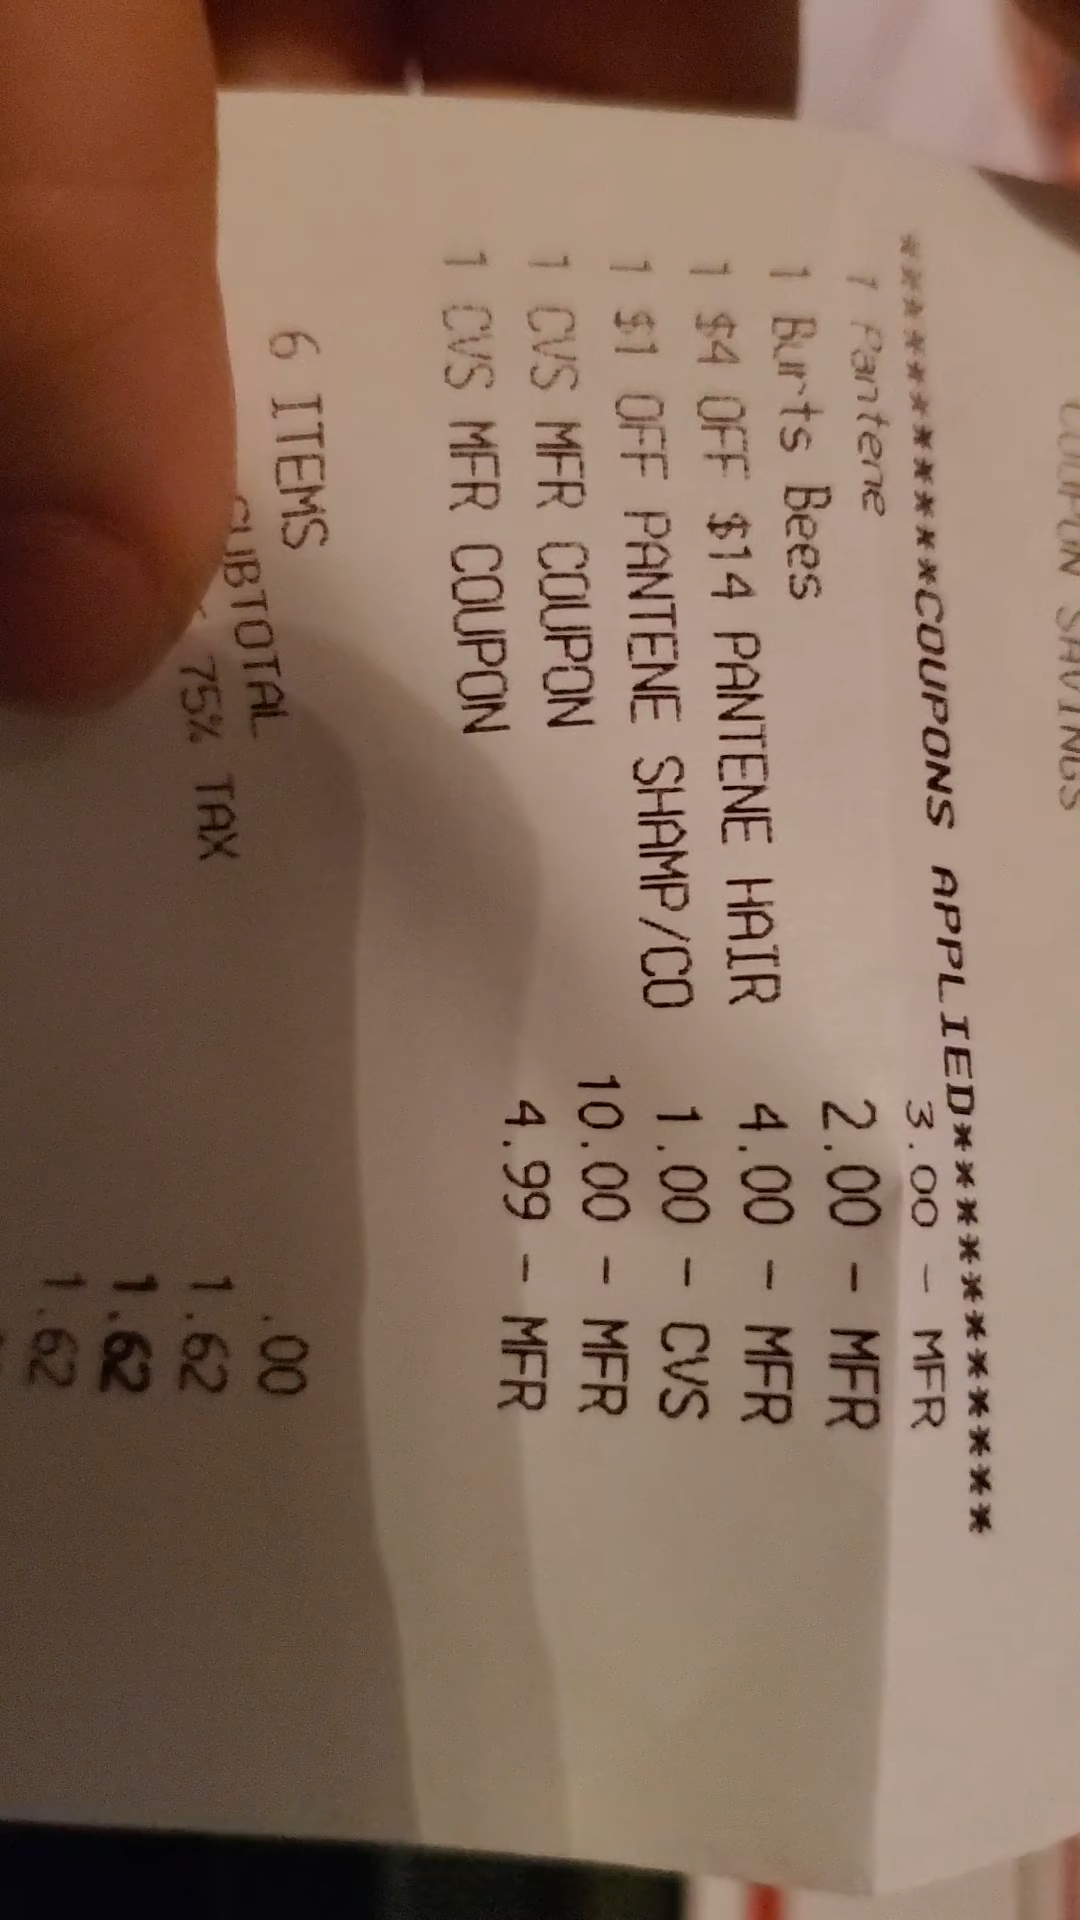 COUPON SAVINGS
************COUPONS APPLIED************
1 Pantene 3.00 - MFR
1 Burts Bees 2.00 - MFR
1 $4 OFF $14 PANTENE HAIR 4.00 - MFR
1 $1 OFF PANTENE SHAMP/CO 1.00 - CVS
1 CVS MFR COUPON 10.00 - MFR
1 CVS MFR COUPON 4.99 - MFR
6 ITEMS
SUBTOTAL .00
75% TAX 1.62
1.62
1.62